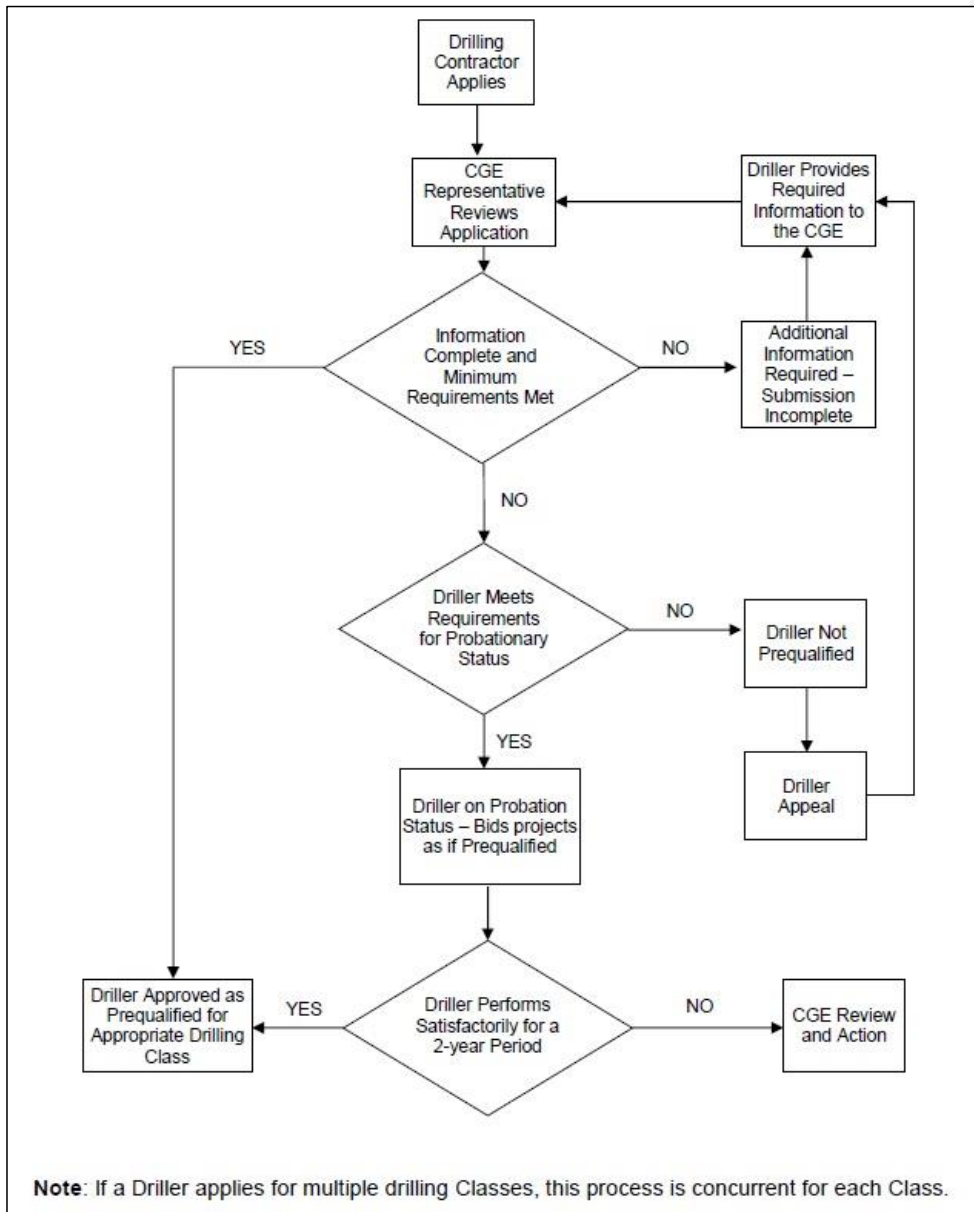 Drilling
Contractor
Applies
CGE
Representative
Reviews
Application
Driller Provides
Required
Information to
the CGE
YES
Information
Complete and
Minimum
Requirements Met
NO
Additional
Information
Required –
Submission
Incomplete
NO
Driller Meets
Requirements
for Probationary
Status
NO
Driller Not
Prequalified
YES
Driller
Appeal
Driller on Probation
Status – Bids projects
as if Prequalified
Driller Approved as
Prequalified for
Appropriate Drilling
Class
YES
Driller Performs
Satisfactorily for a
2-year Period
NO
CGE Review
and Action
Note: If a Driller applies for multiple drilling Classes, this process is concurrent for each Class.